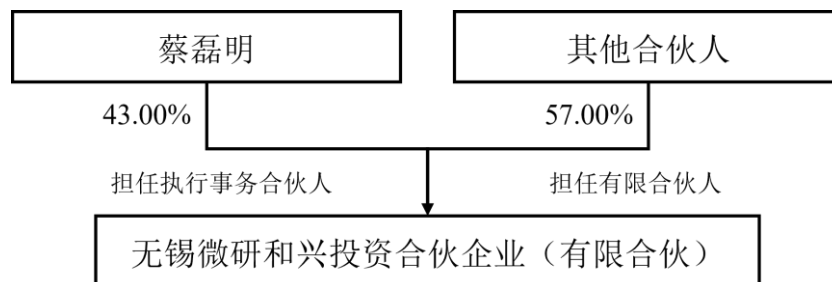 蔡磊明
其他合伙人
43.00%
57.00%
担任执行事务合伙人
担任有限合伙人
无锡微研和兴投资合伙企业（有限合伙）